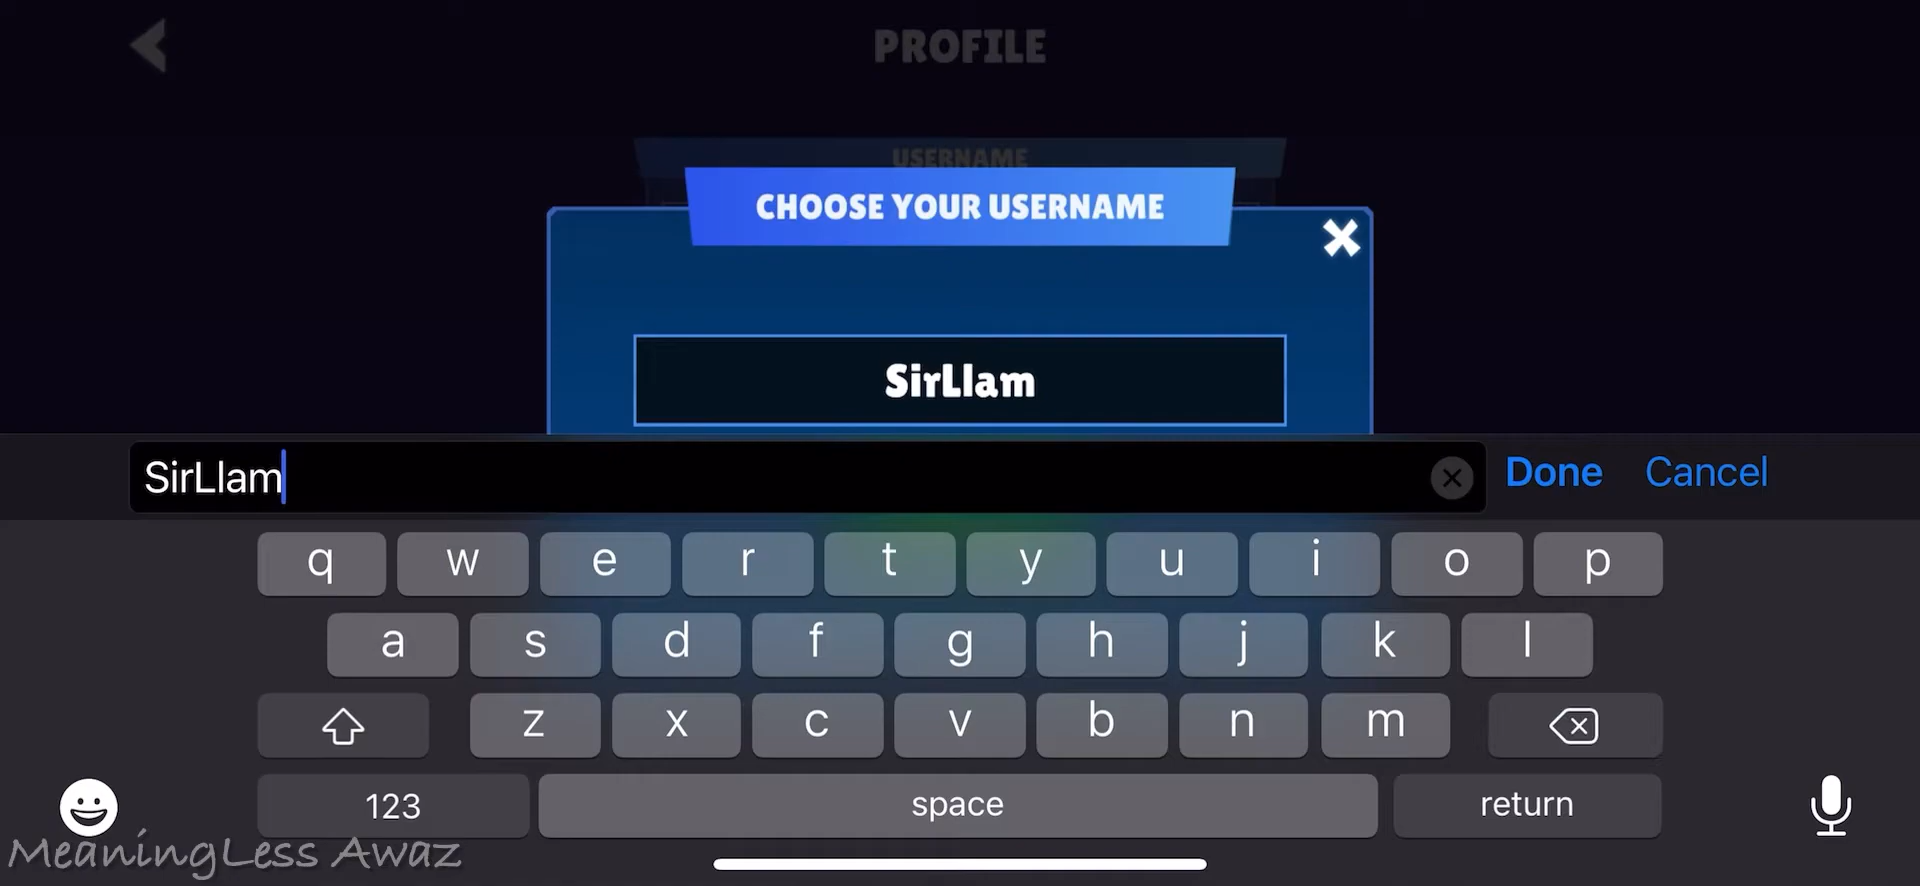 PROFILE
USERNAME
CHOOSE YOUR USERNAME
SirLlam
SirLlam
Done Cancel
q w e r t y u i o p
a s d f g h j k l
z x c v b n m
123 space return
MeaningLess Awaz